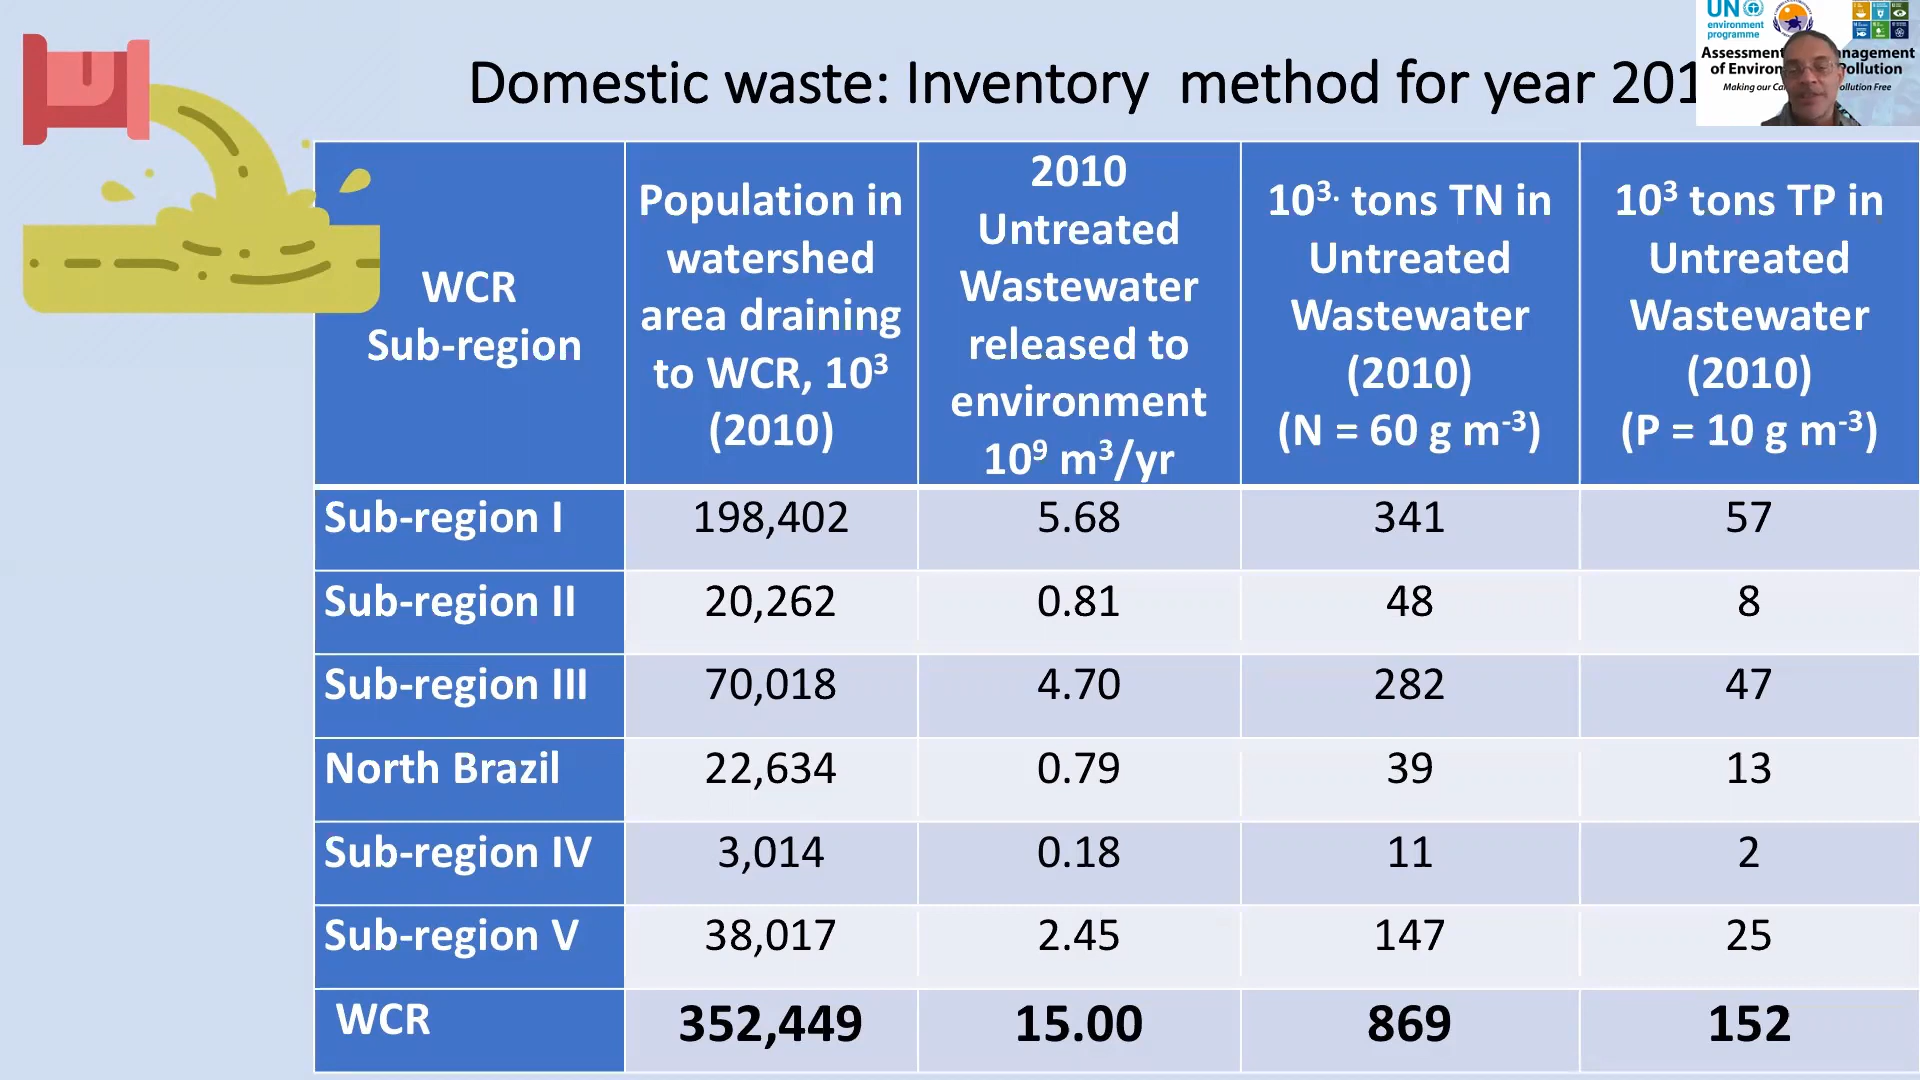 Domestic waste: Inventory method for year 201
UN
environment
programme
Assessment
nagement
of Environ
Pollution
Making our Ca
ollution Free
WCR
Sub-region
Population in
watershed
area draining
to WCR, 10³
(2010)
2010
Untreated
Wastewater
released to
environment
10⁹ m³/yr
10³· tons TN in
Untreated
Wastewater
(2010)
(N = 60 g m⁻³)
10³ tons TP in
Untreated
Wastewater
(2010)
(P = 10 g m⁻³)
Sub-region I 198,402 5.68 341 57
Sub-region II 20,262 0.81 48 8
Sub-region III 70,018 4.70 282 47
North Brazil 22,634 0.79 39 13
Sub-region IV 3,014 0.18 11 2
Sub-region V 38,017 2.45 147 25
WCR 352,449 15.00 869 152